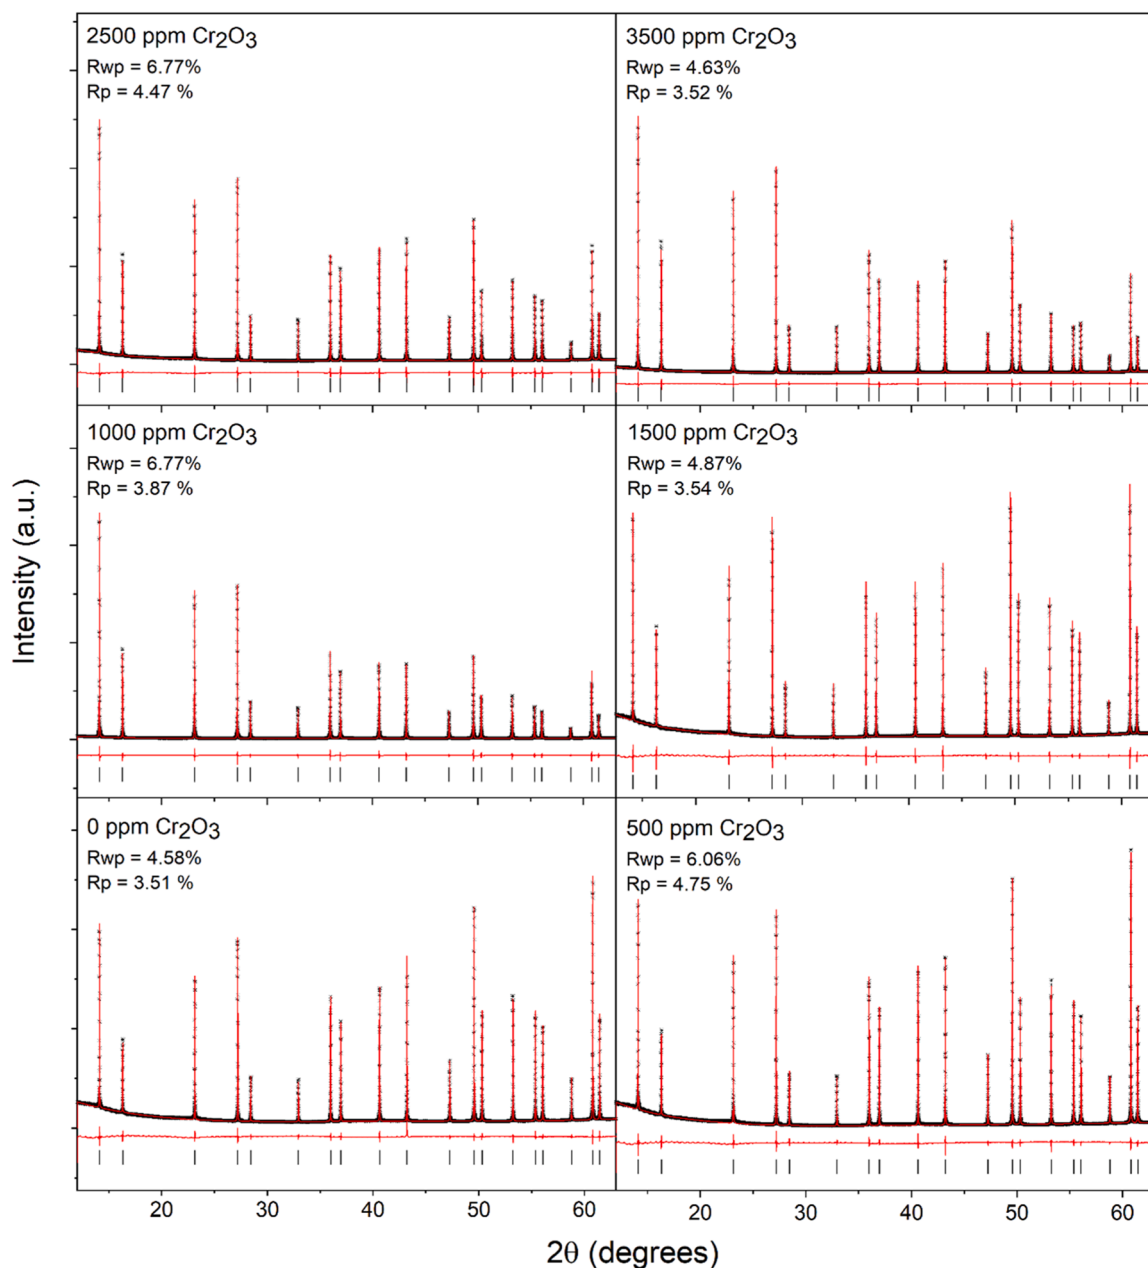 2500 ppm Cr₂O₃
Rwp = 6.77%
Rp = 4.47 %
3500 ppm Cr₂O₃
Rwp = 4.63%
Rp = 3.52 %
1000 ppm Cr₂O₃
Rwp = 6.77%
Rp = 3.87 %
1500 ppm Cr₂O₃
Rwp = 4.87%
Rp = 3.54 %
0 ppm Cr₂O₃
Rwp = 4.58%
Rp = 3.51 %
500 ppm Cr₂O₃
Rwp = 6.06%
Rp = 4.75 %
Intensity (a.u.)
20 30 40 50 60
20 30 40 50 60
2θ (degrees)